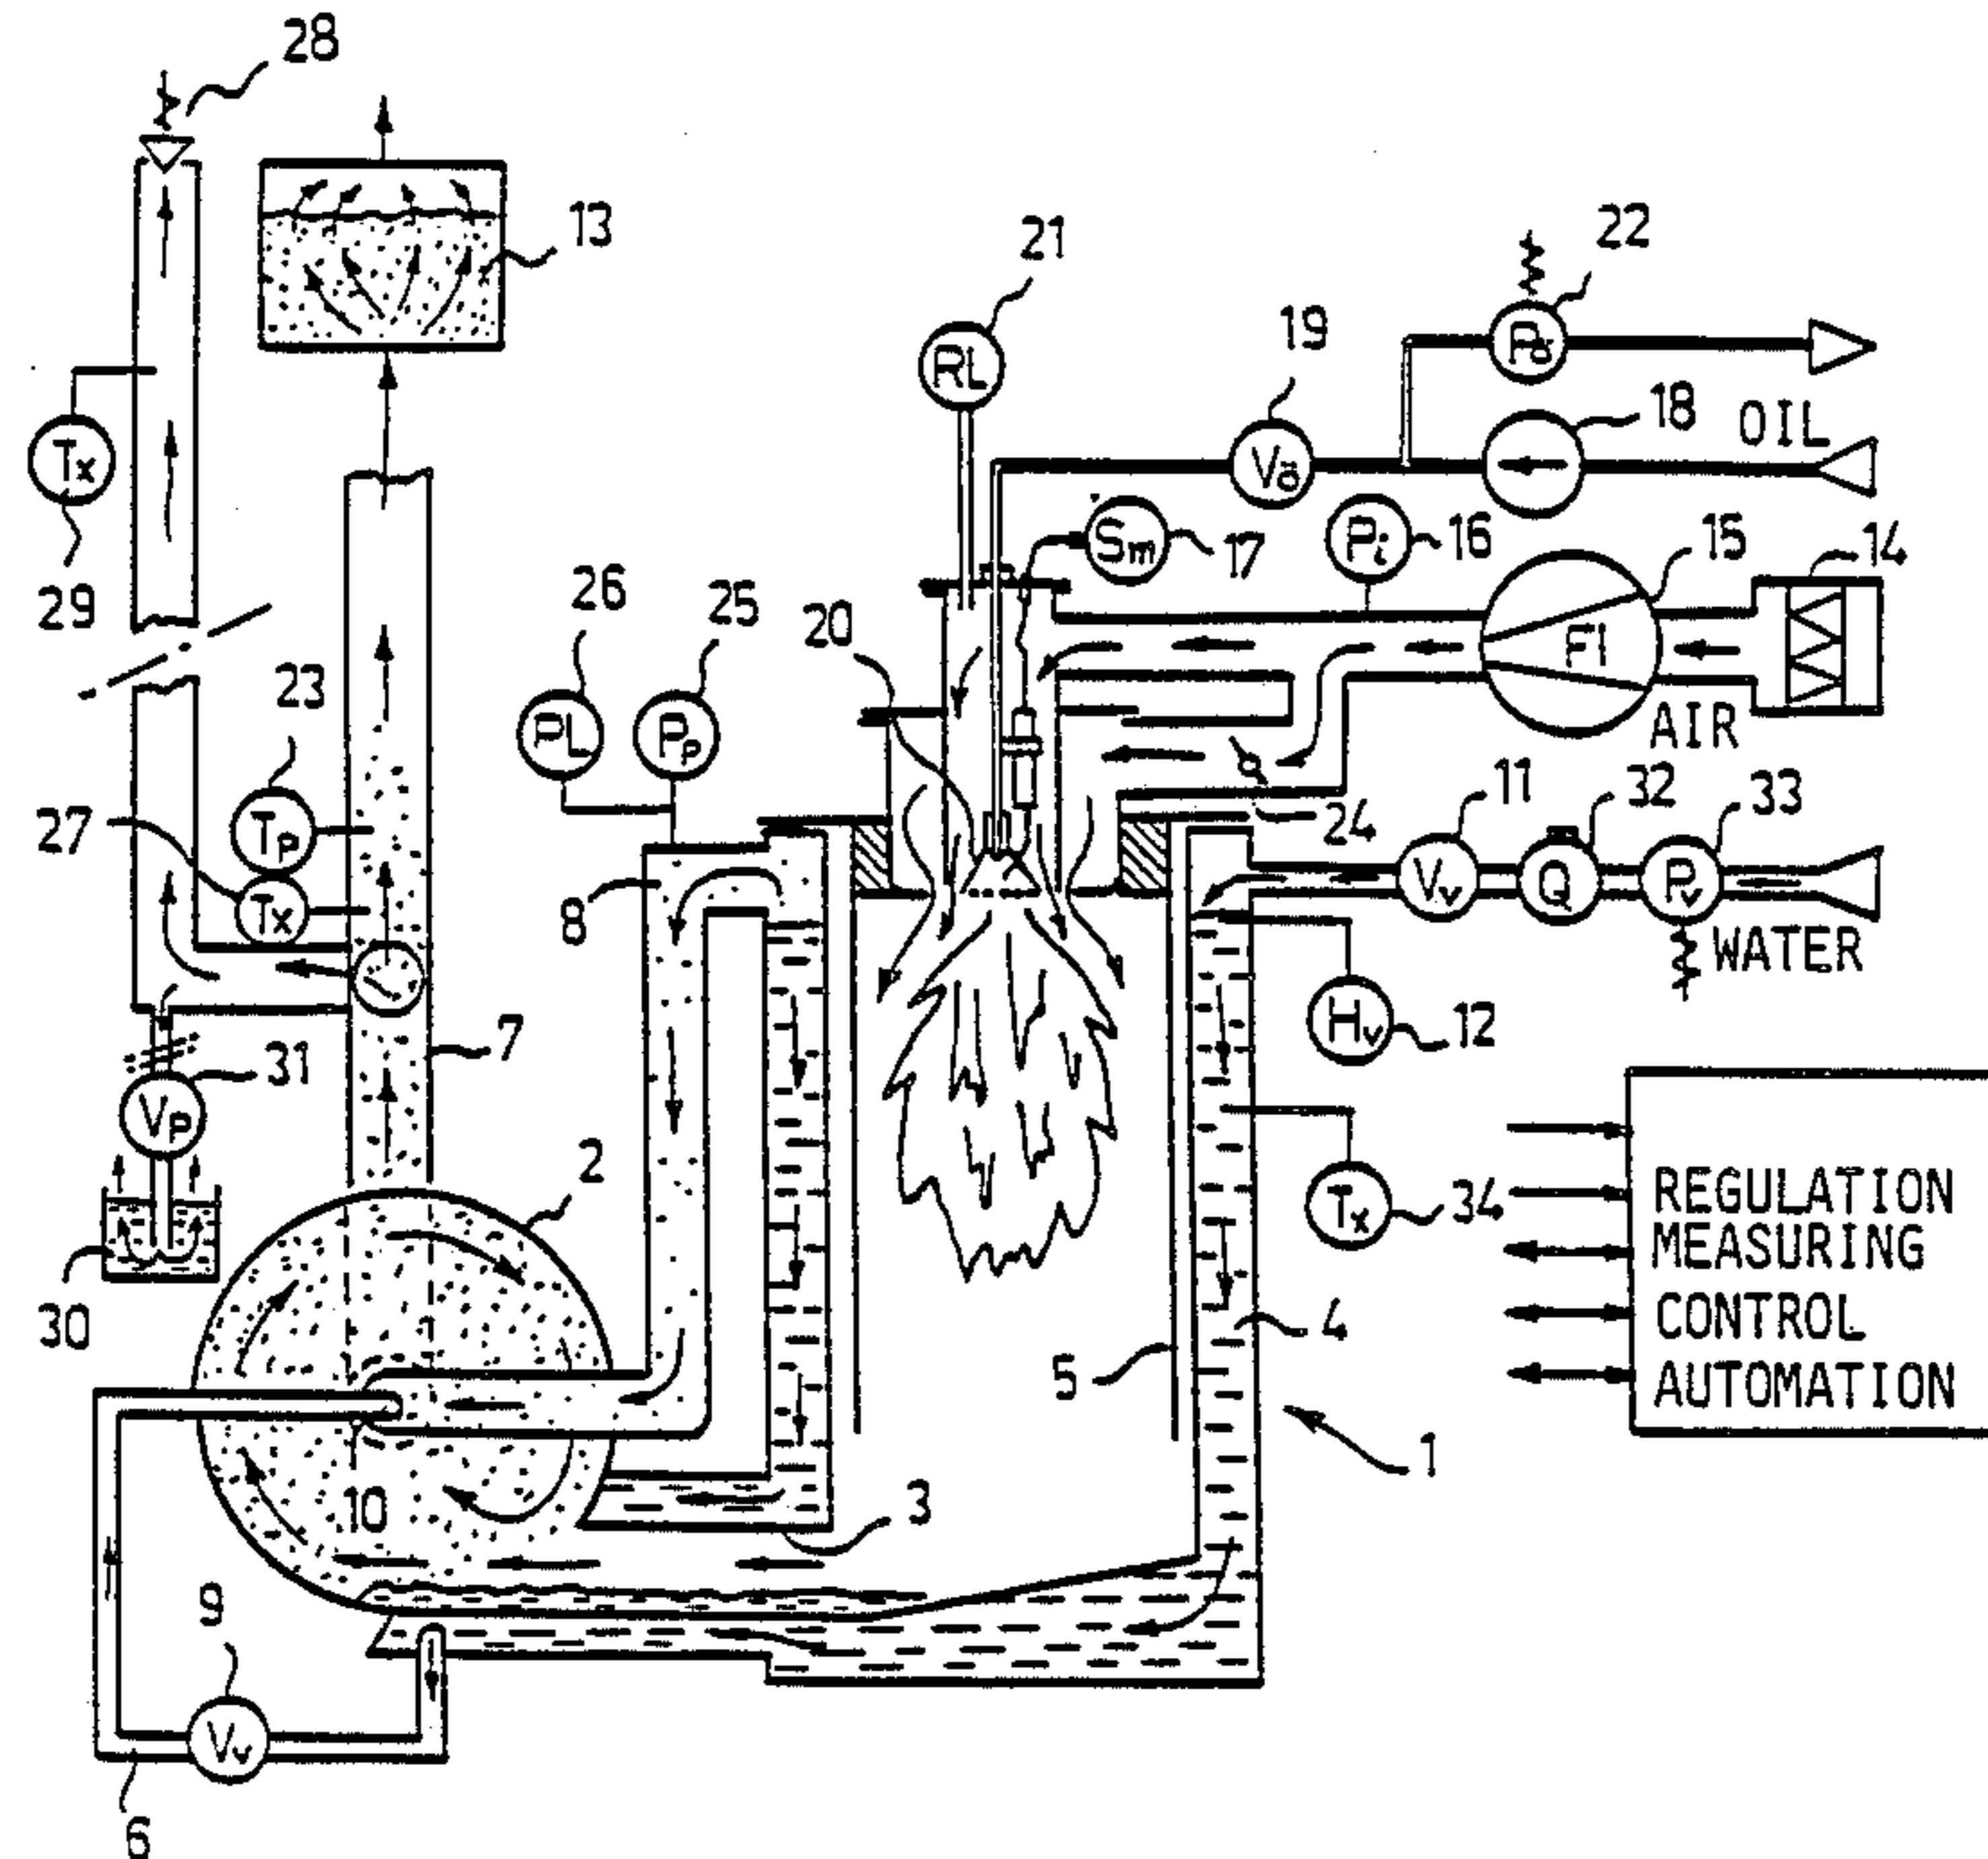 28
13
21
22
RL
19
Pö
18
OIL
Tx
Vö
Sm
17
Pi
16
15
14
29
26
25
20
Fi
23
PL
Pp
AIR
11
32
33
27
Tp
24
Tx
8
Vv
Q
Pv
WATER
Hv
12
7
31
Vp
2
Tx
34
REGULATION
MEASURING
CONTROL
AUTOMATION
30
4
5
1
10
3
9
Vv
6